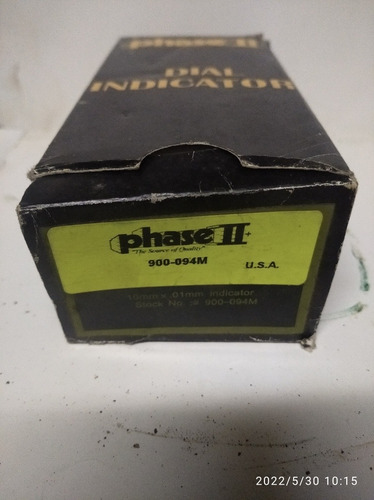 phase II
DIAL
INDICATOR
phase II+
"The Source of Quality"
900-094M U.S.A.
10mm x .01mm Indicator
Stock No :# 900-094M
2022/5/30 10:15